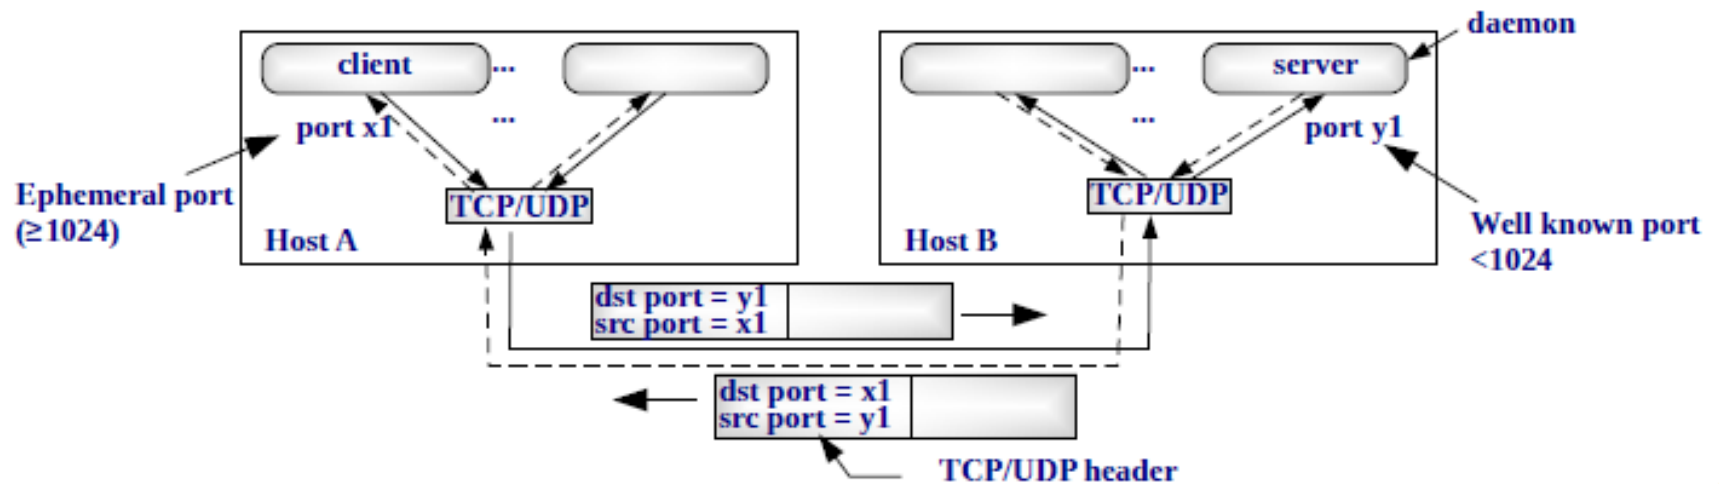 daemon
client
...
...
server
port x1
...
...
port y1
Ephemeral port
(≥1024)
TCP/UDP
TCP/UDP
Host A
Host B
Well known port
<1024
dst port = y1
src port = x1
dst port = x1
src port = y1
TCP/UDP header